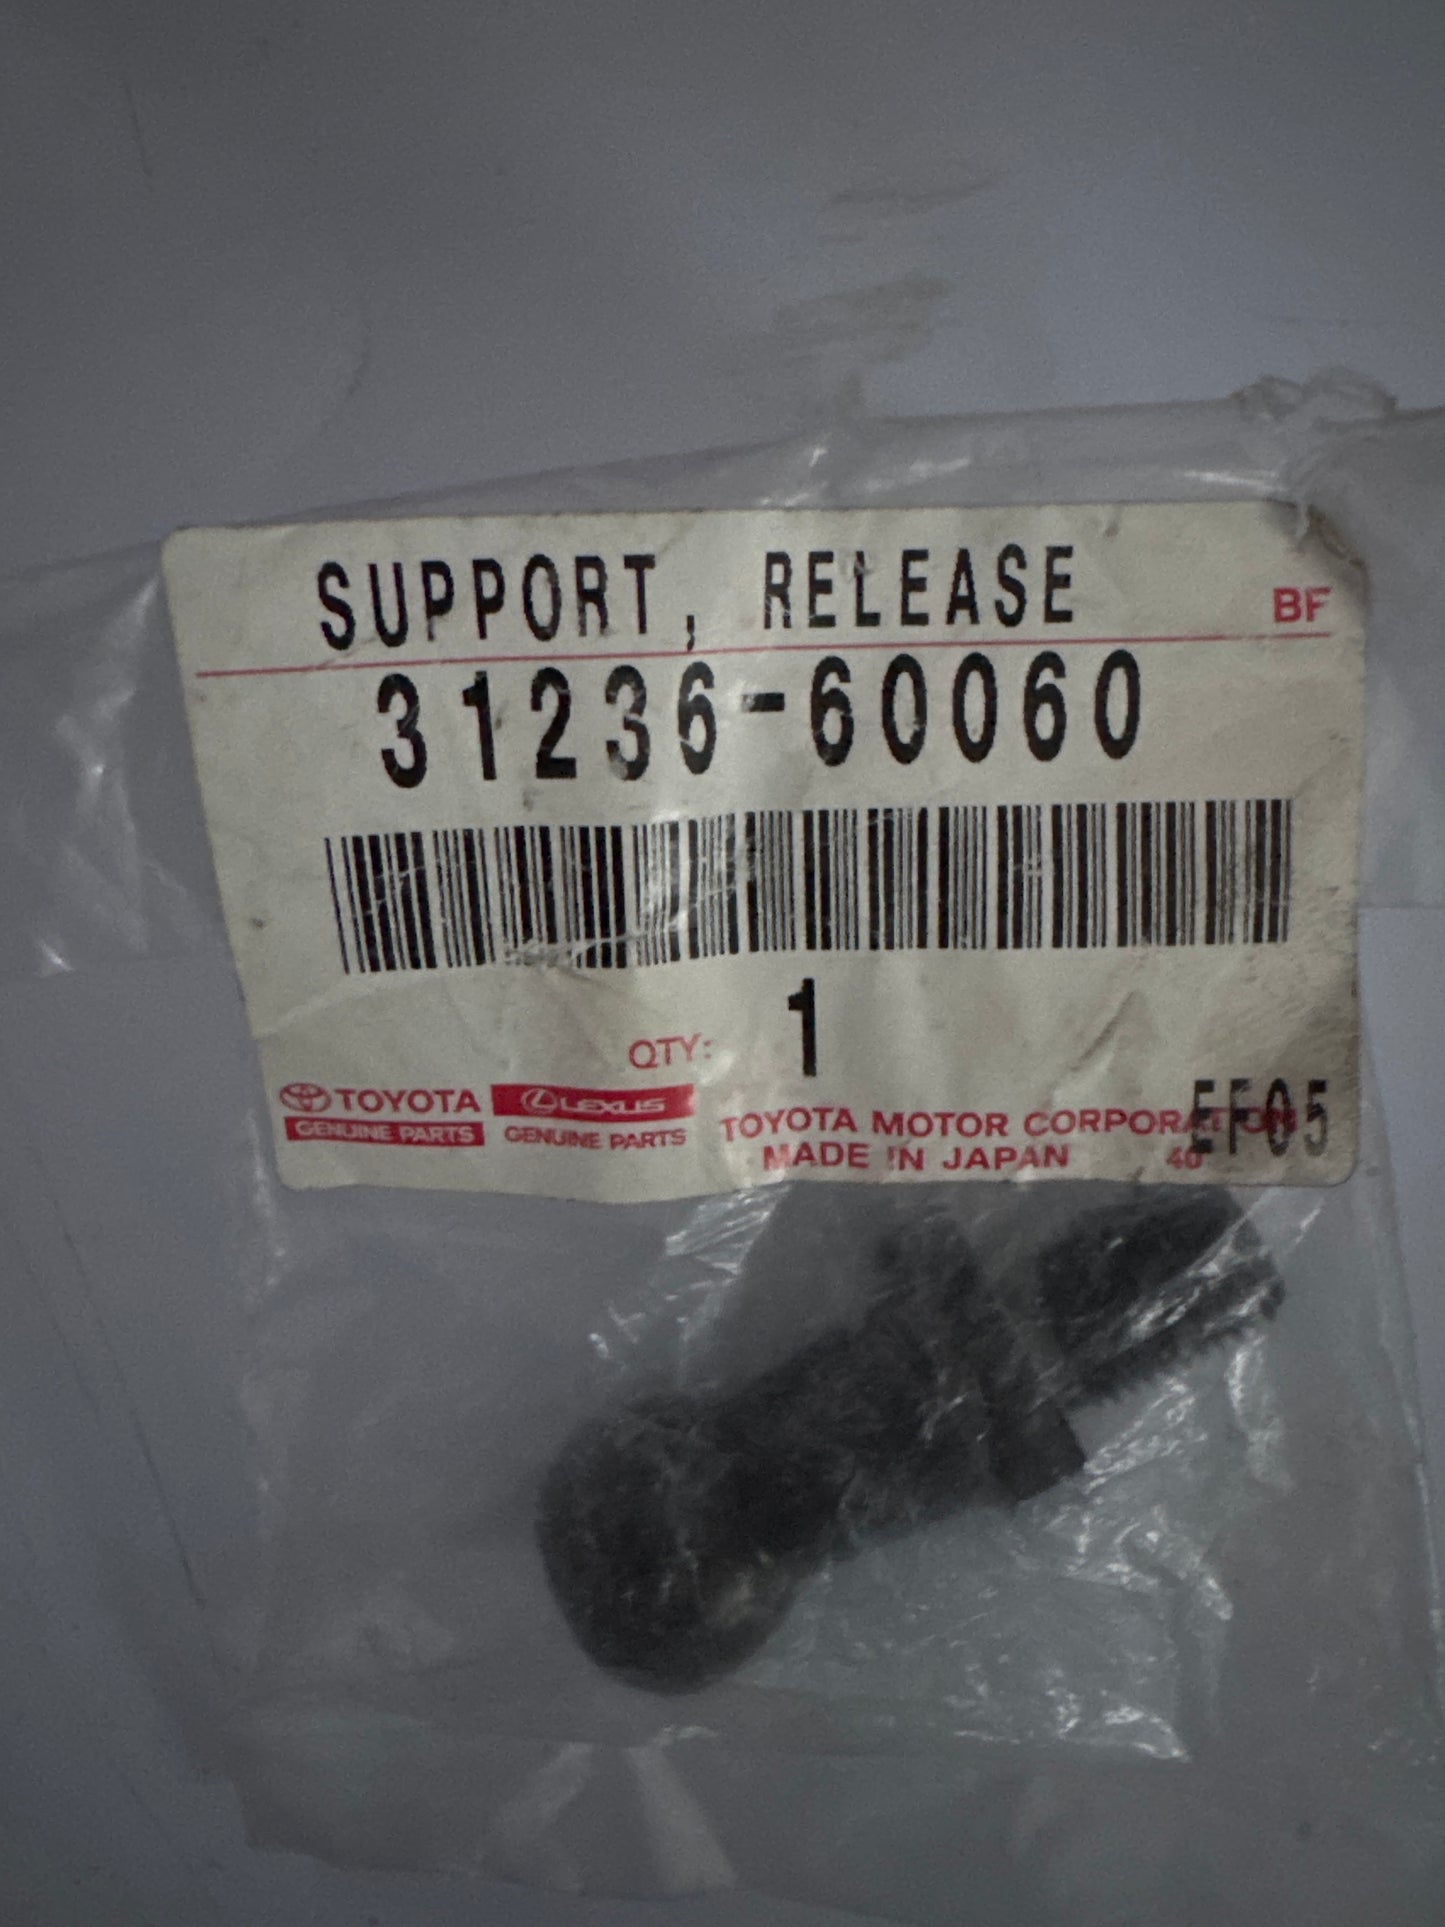 SUPPORT, RELEASE
BF
31236-60060
QTY: 1
TOYOTA LEXUS
GENUINE PARTS GENUINE PARTS
TOYOTA MOTOR CORPORATION
MADE IN JAPAN 40
EF05